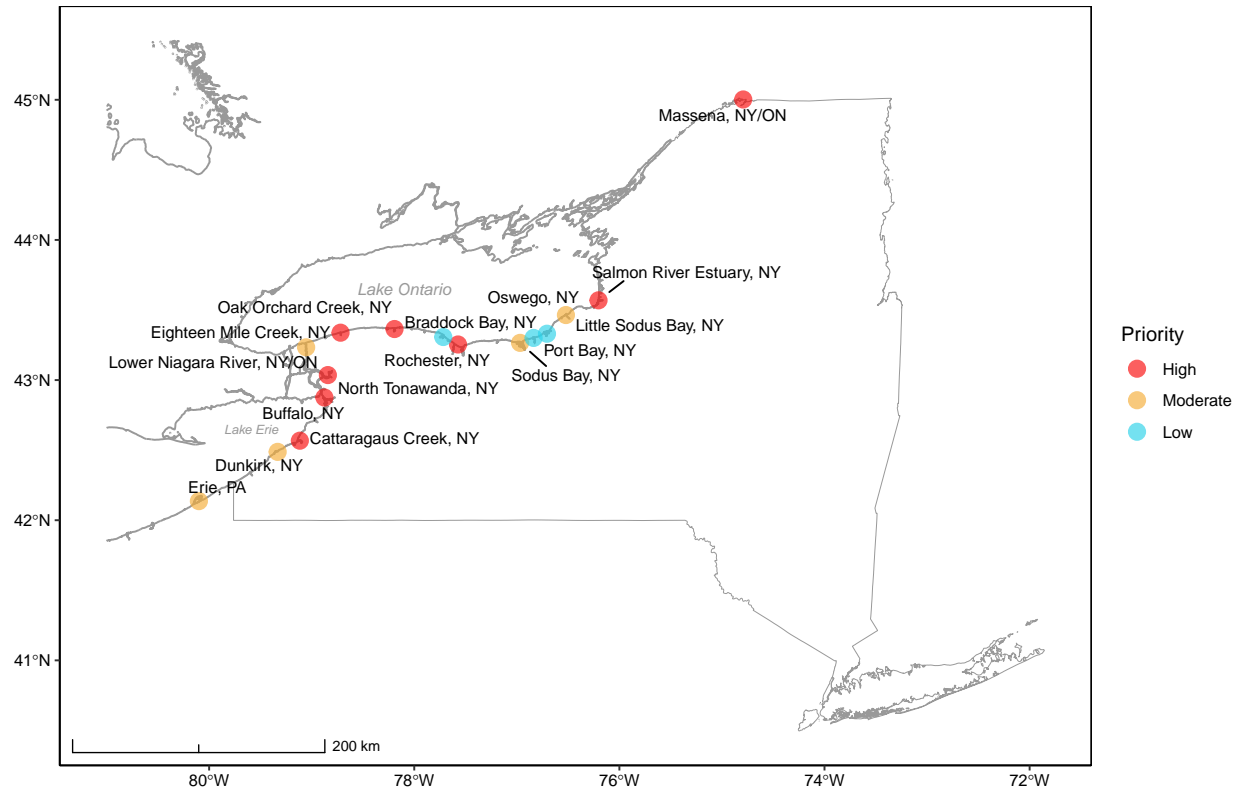 45°N
44°N
43°N
42°N
41°N
Massena, NY/ON
Salmon River Estuary, NY
Lake Ontario
Oswego, NY
Oak Orchard Creek, NY
Braddock Bay, NY
Little Sodus Bay, NY
Eighteen Mile Creek, NY
Port Bay, NY
Rochester, NY
Lower Niagara River, NY/ON
Sodus Bay, NY
North Tonawanda, NY
Buffalo, NY
Lake Erie
Cattaragaus Creek, NY
Dunkirk, NY
Erie, PA
200 km
80°W
78°W
76°W
74°W
72°W
Priority
High
Moderate
Low